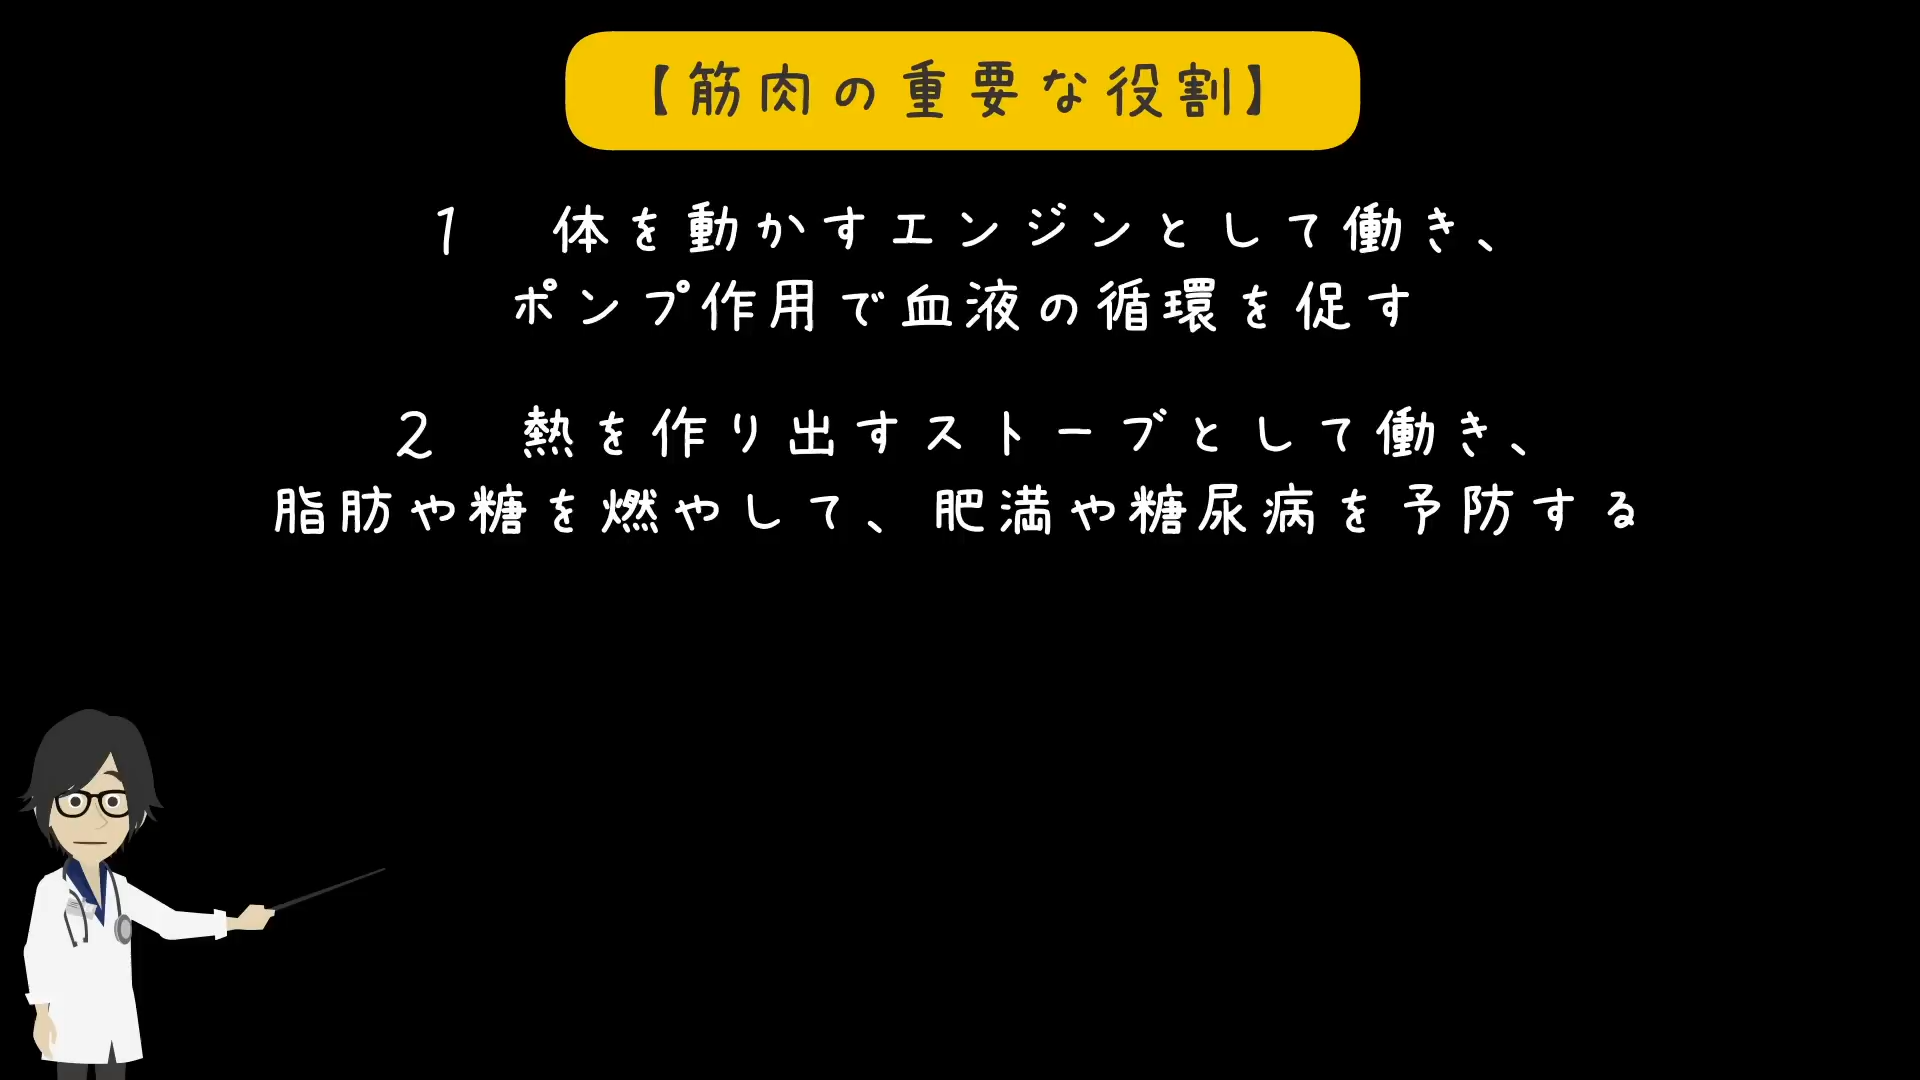 【筋肉の重要な役割】
1　体を動かすエンジンとして働き、
ポンプ作用で血液の循環を促す
2　熱を作り出すストーブとして働き、
脂肪や糖を燃やして、肥満や糖尿病を予防する